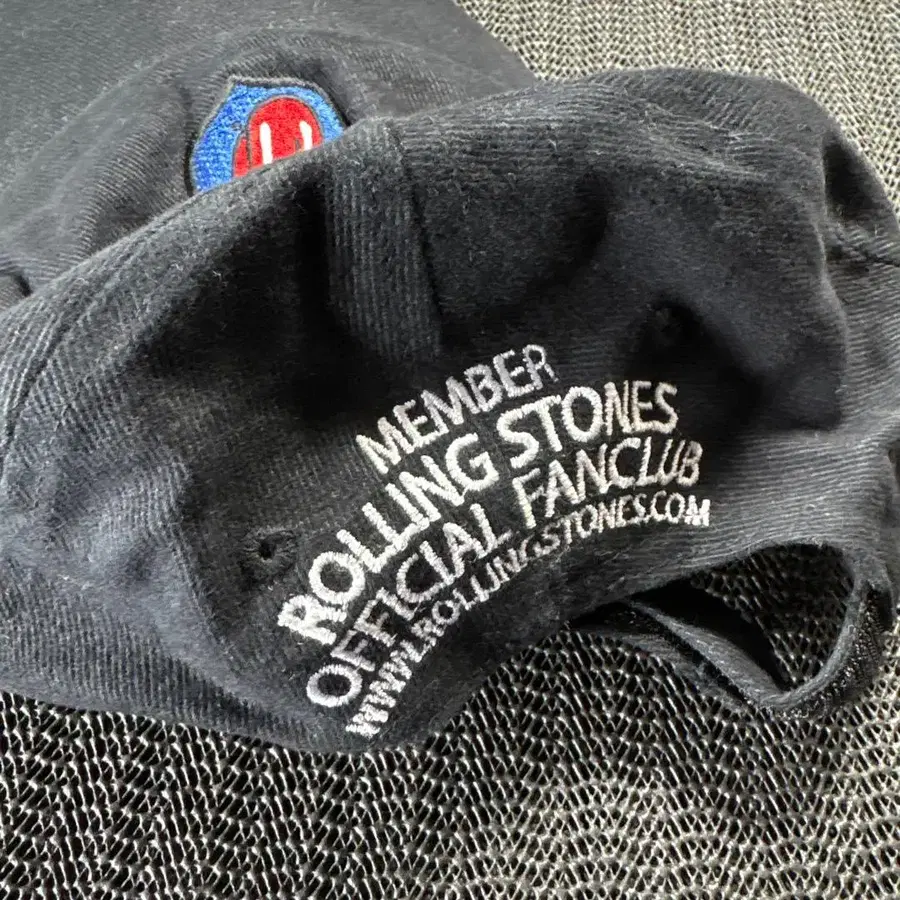 MEMBER
ROLLING STONES
OFFICIAL FANCLUB
WWW.ROLLINGSTONES.COM